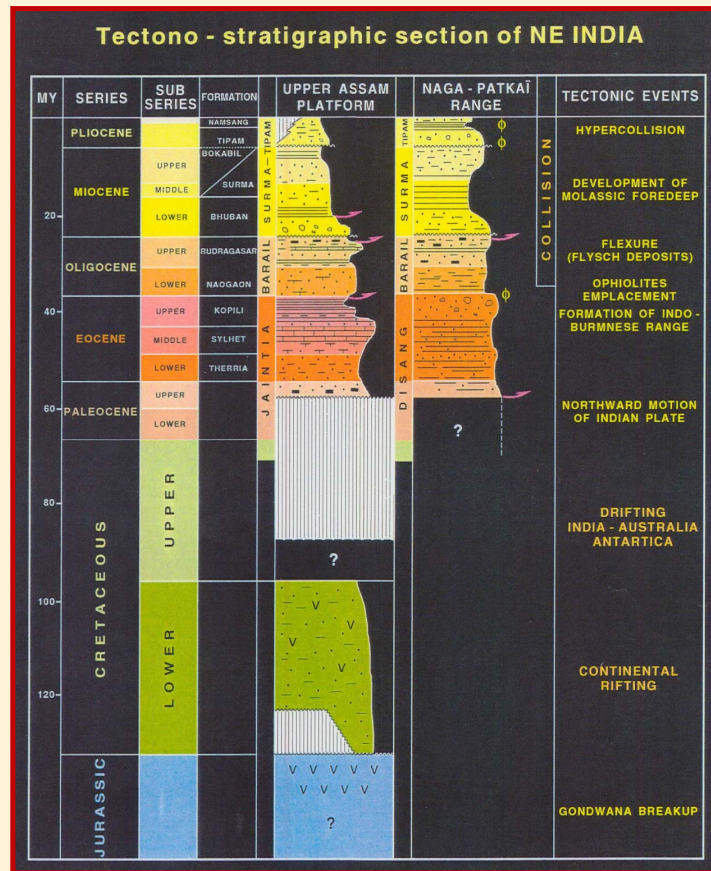 Tectono - stratigraphic section of NE INDIA
MY
SERIES
SUB
SERIES
FORMATION
UPPER ASSAM
PLATFORM
NAGA - PATKAÏ
RANGE
TECTONIC EVENTS
PLIOCENE
NAMSANG
TIPAM
HYPERCOLLISION
MIOCENE
UPPER
MIDDLE
LOWER
BOKABIL
SURMA
BHUBAN
SURMA-TIPAM
TIPAM
SURMA
COLLISION
DEVELOPMENT OF
MOLASSIC FOREDEEP
20
OLIGOCENE
UPPER
LOWER
RUDRAGASAR
NAOGAON
BARAIL
BARAIL
FLEXURE
(FLYSCH DEPOSITS)
OPHIOLITES
EMPLACEMENT
40
EOCENE
UPPER
MIDDLE
LOWER
KOPILI
SYLHET
THERRIA
JAINTIA
DISANG
FORMATION OF INDO -
BURMNESE RANGE
60
PALEOCENE
UPPER
LOWER
?
NORTHWARD MOTION
OF INDIAN PLATE
80
CRETACEOUS
UPPER
?
DRIFTING
INDIA - AUSTRALIA
ANTARTICA
100
LOWER
V
V
V
V
CONTINENTAL
RIFTING
120
JURASSIC
V V V V V
V V V V
?
GONDWANA BREAKUP
φ
φ
φ